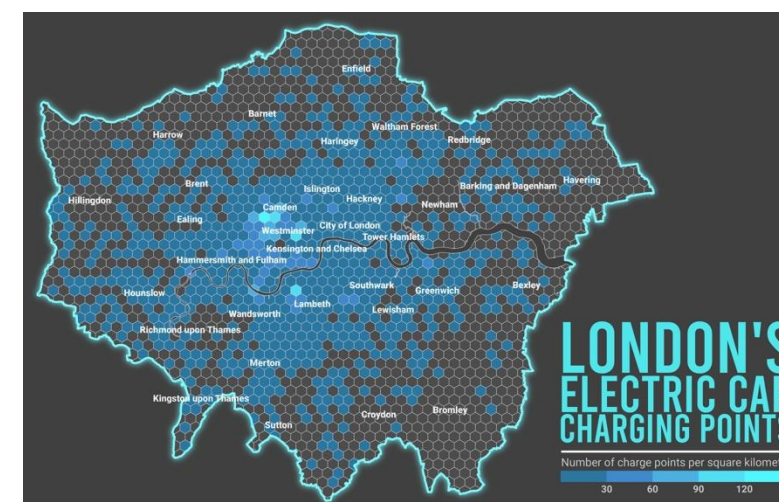 Enfield
Barnet
Waltham Forest
Harrow
Haringey
Redbridge
Brent
Islington
Barking and Dagenham
Havering
Hillingdon
Hackney
Camden
Newham
Ealing
City of London
Westminster
Tower Hamlets
Kensington and Chelsea
Hammersmith and Fulham
Southwark
Bexley
Hounslow
Greenwich
Lambeth
Wandsworth
Lewisham
Richmond upon Thames
Merton
Kingston upon Thames
Bromley
Croydon
Sutton
LONDON'S
ELECTRIC CAR
CHARGING POINTS
Number of charge points per square kilomet
30 60 90 120